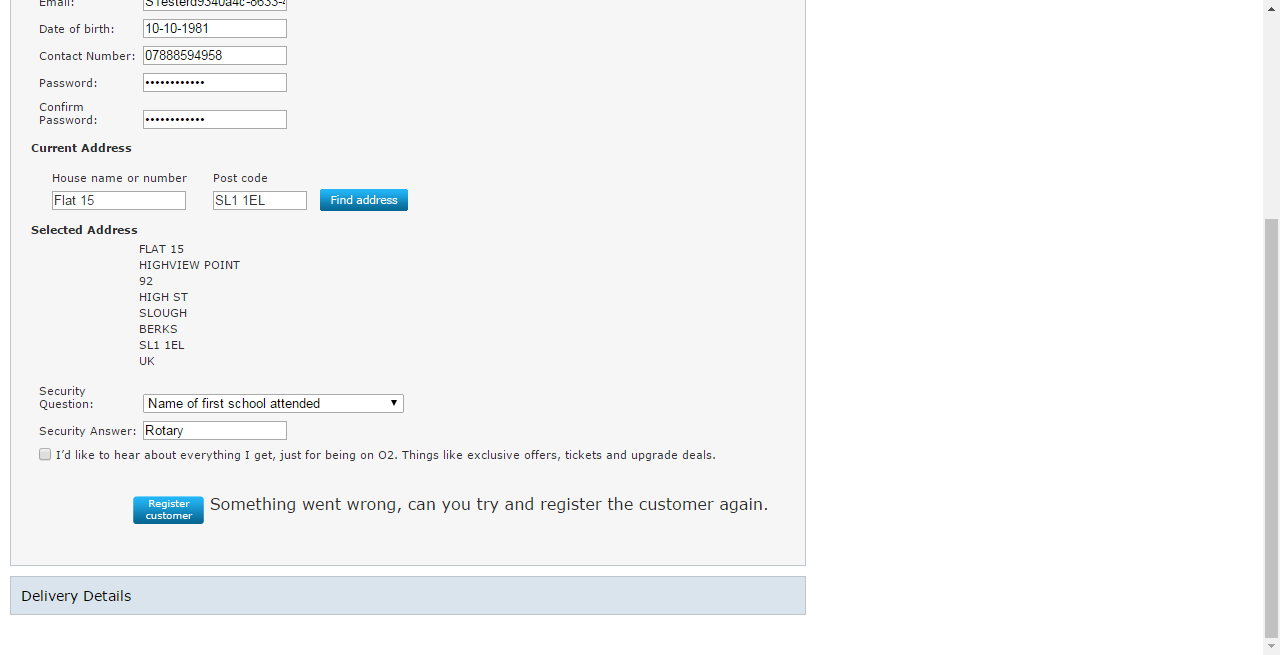 Email:
Date of birth: 10-10-1981
Contact Number: 07888594958
Password: ••••••••••••
Confirm
Password: ••••••••••••
Current Address
House name or number Post code
Flat 15 SL1 1EL Find address
Selected Address
FLAT 15
HIGHVIEW POINT
92
HIGH ST
SLOUGH
BERKS
SL1 1EL
UK
Security
Question: Name of first school attended
Security Answer: Rotary
I'd like to hear about everything I get, just for being on O2. Things like exclusive offers, tickets and upgrade deals.
Register
customer
Something went wrong, can you try and register the customer again.
Delivery Details